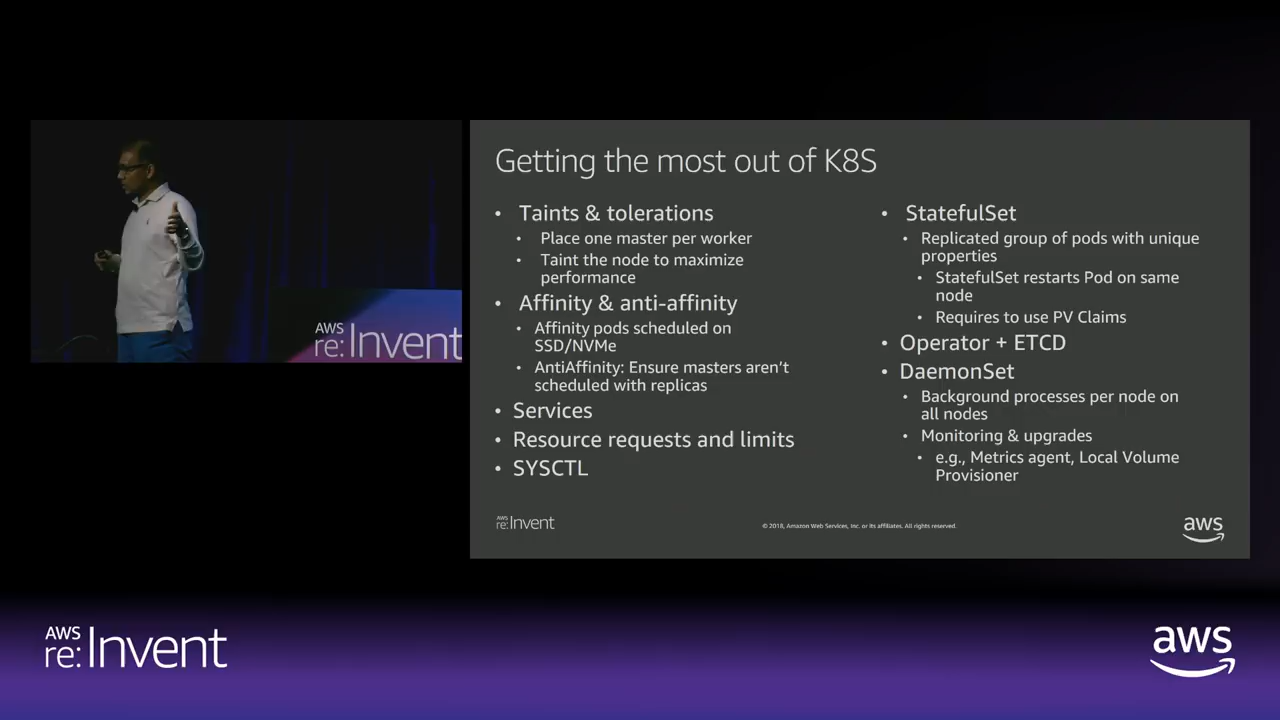 AWS
re:Invent
Getting the most out of K8S
• Taints & tolerations
• Place one master per worker
• Taint the node to maximize
performance
• Affinity & anti-affinity
• Affinity pods scheduled on
SSD/NVMe
• AntiAffinity: Ensure masters aren't
scheduled with replicas
• Services
• Resource requests and limits
• SYSCTL
• StatefulSet
• Replicated group of pods with unique
properties
• StatefulSet restarts Pod on same
node
• Requires to use PV Claims
• Operator + ETCD
• DaemonSet
• Background processes per node on
all nodes
• Monitoring & upgrades
• e.g., Metrics agent, Local Volume
Provisioner
AWS
re:Invent
© 2018, Amazon Web Services, Inc. or its affiliates. All rights reserved.
aws
AWS
re:Invent
aws